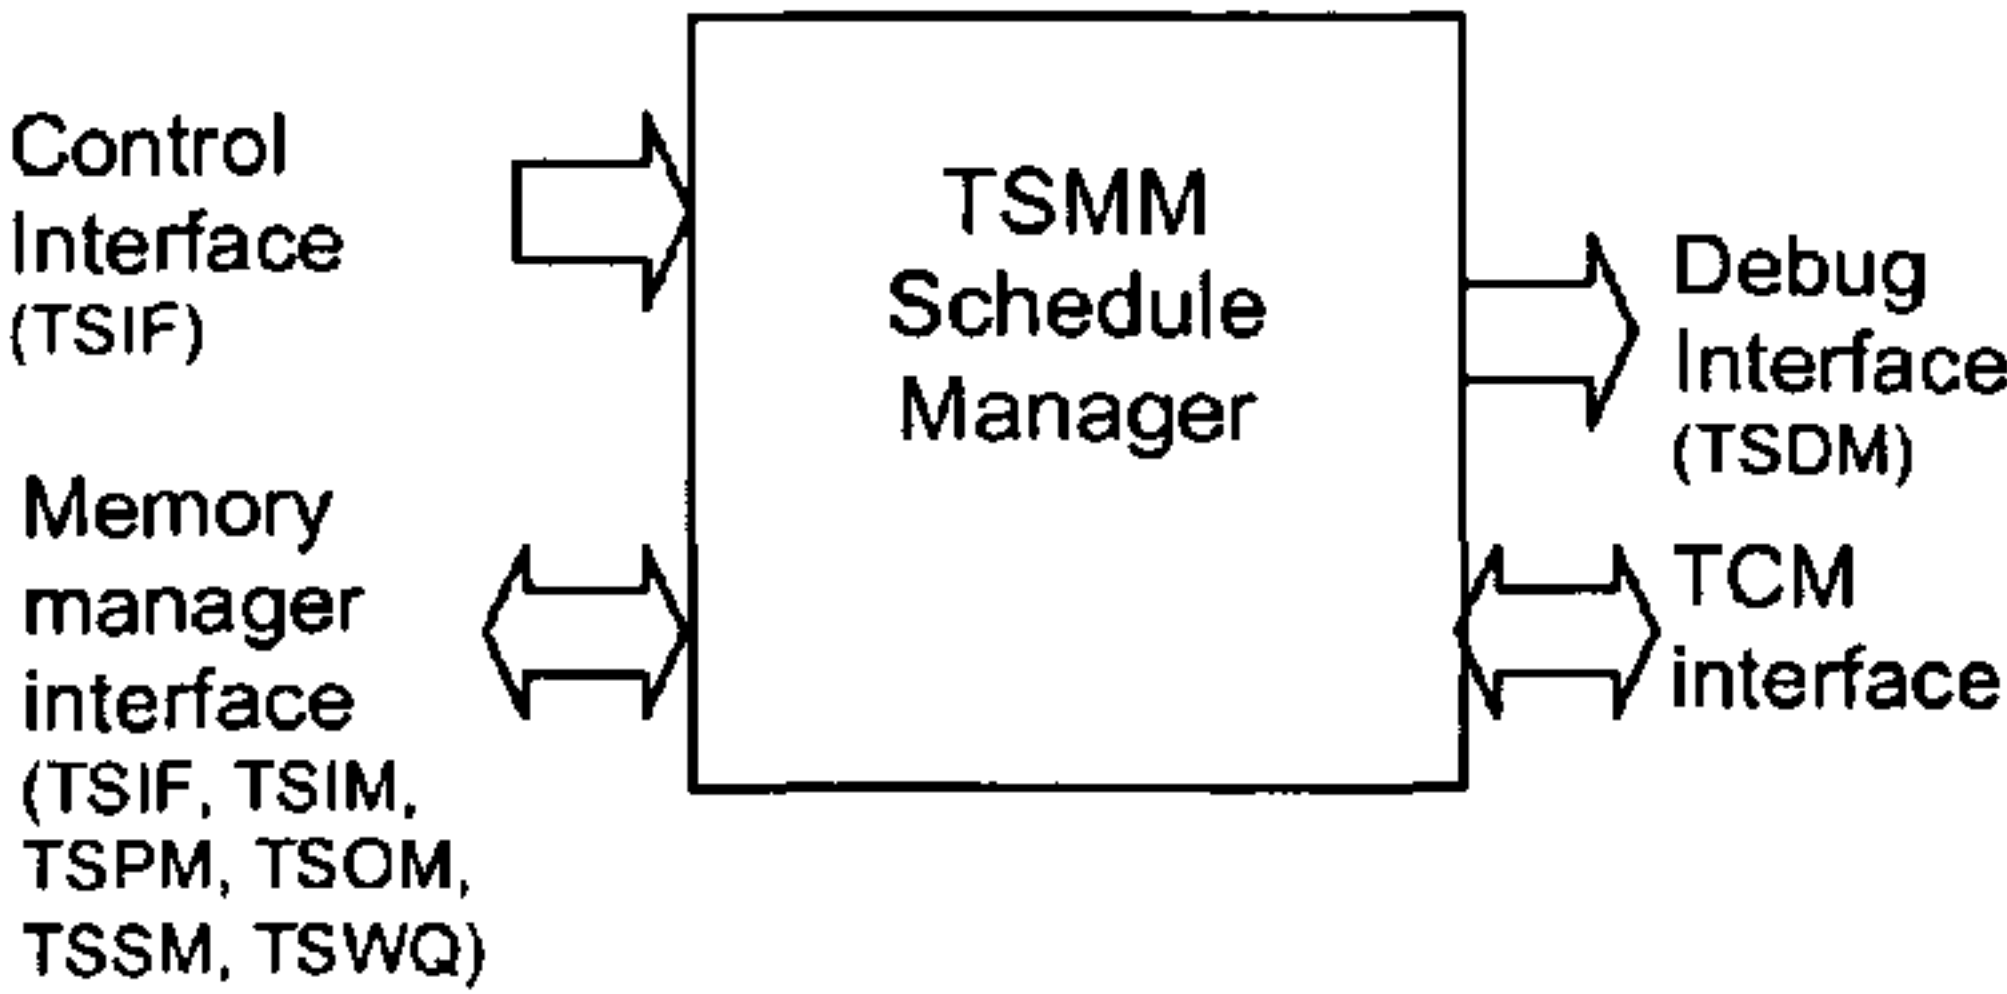 Control
Interface
(TSIF)
Memory
manager
interface
(TSIF, TSIM,
TSPM, TSOM,
TSSM, TSWQ)
TSMM
Schedule
Manager
Debug
Interface
(TSDM)
TCM
interface